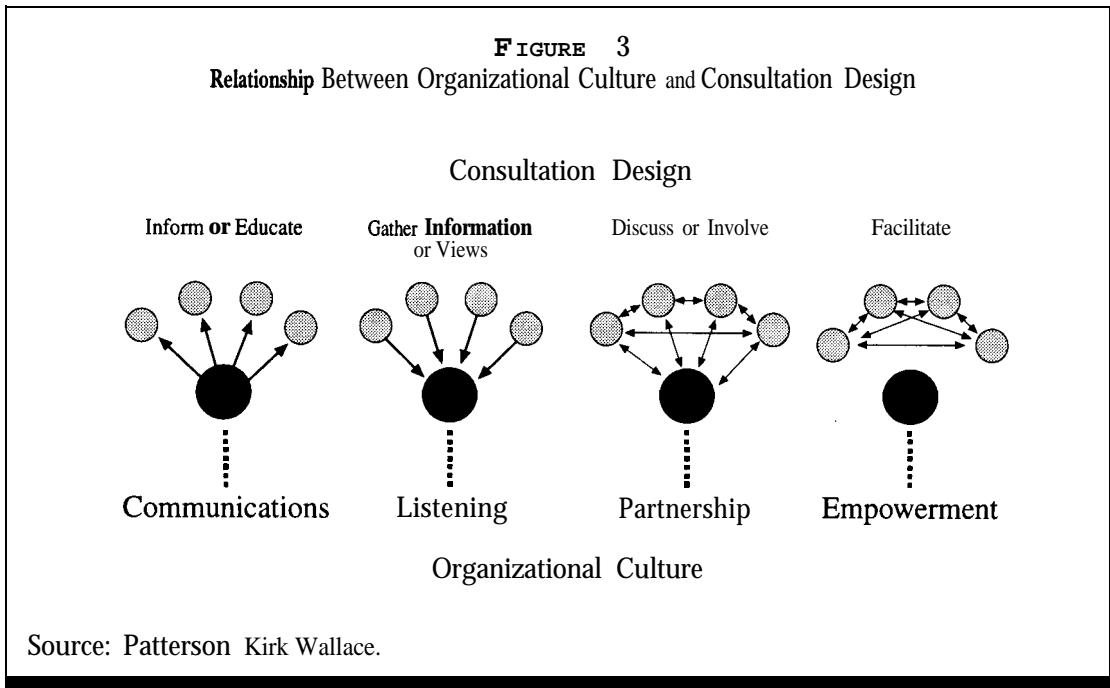 FIGURE 3
Relationship Between Organizational Culture and Consultation Design
Consultation Design
Inform or Educate
Gather Information
or Views
Discuss or Involve
Facilitate
Communications
Listening
Partnership
Empowerment
Organizational Culture
Source: Patterson Kirk Wallace.